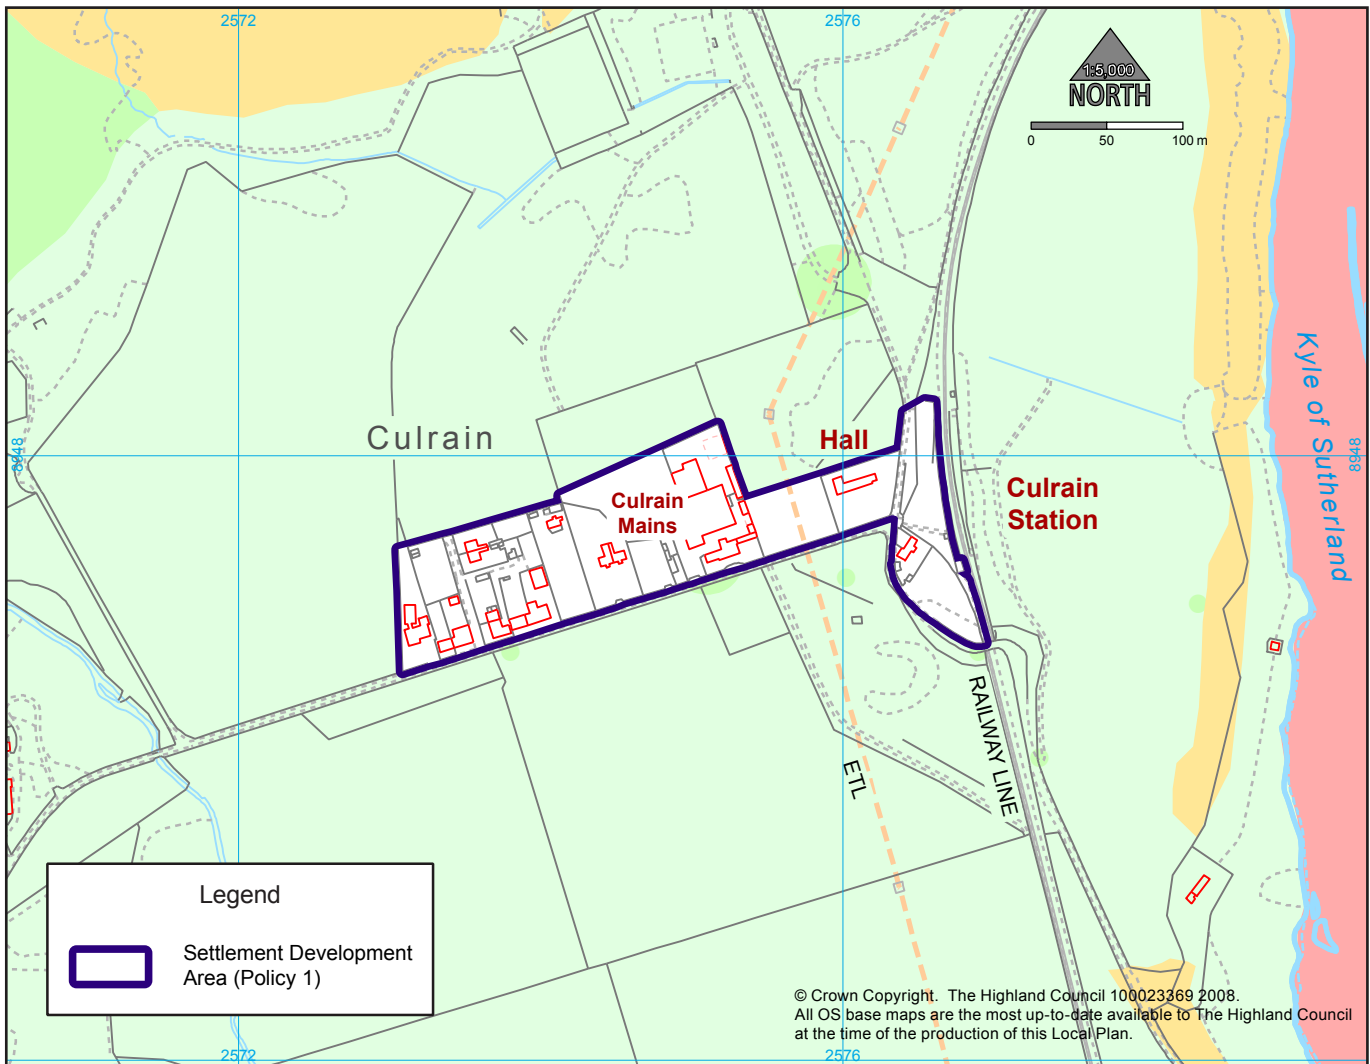 2572
2576
1:5,000
NORTH
0 50 100 m
Kyle of Sutherland
Culrain
Hall
8948
8948
Culrain
Station
Culrain
Mains
RAILWAY LINE
ETL
Legend
Settlement Development
Area (Policy 1)
© Crown Copyright. The Highland Council 100023369 2008.
All OS base maps are the most up-to-date available to The Highland Council
at the time of the production of this Local Plan.
2572
2576